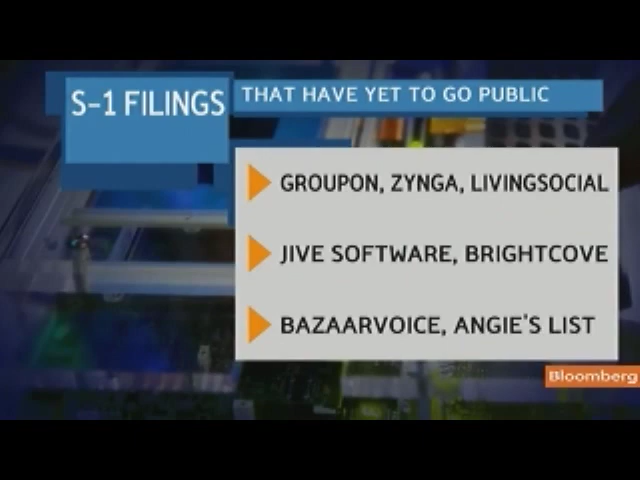 S-1 FILINGS
THAT HAVE YET TO GO PUBLIC
GROUPON, ZYNGA, LIVINGSOCIAL
JIVE SOFTWARE, BRIGHTCOVE
BAZAARVOICE, ANGIE'S LIST
Bloomberg